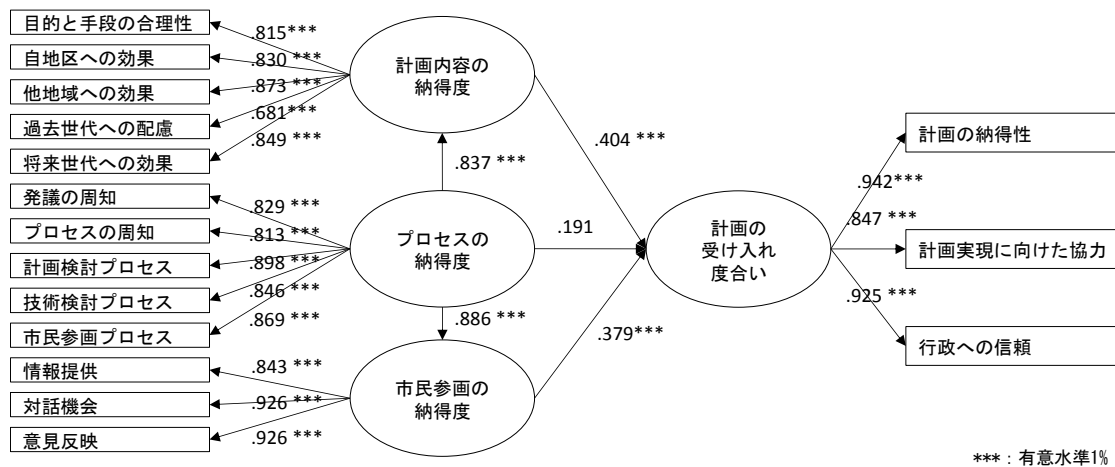 目的と手段の合理性
自地区への効果
他地域への効果
過去世代への配慮
将来世代への効果
発議の周知
プロセスの周知
計画検討プロセス
技術検討プロセス
市民参画プロセス
情報提供
対話機会
意見反映
.815***
.830 ***
.873 ***
.681***
.849 ***
.829 ***
.813 ***
.898 ***
.846 ***
.869 ***
.843 ***
.926 ***
.926 ***
計画内容の
納得度
.837 ***
プロセスの
納得度
.886 ***
市民参画の
納得度
.404 ***
.191
.379***
計画の
受け入れ
度合い
.942***
.847 ***
.925 ***
計画の納得性
計画実現に向けた協力
行政への信頼
***：有意水準1%